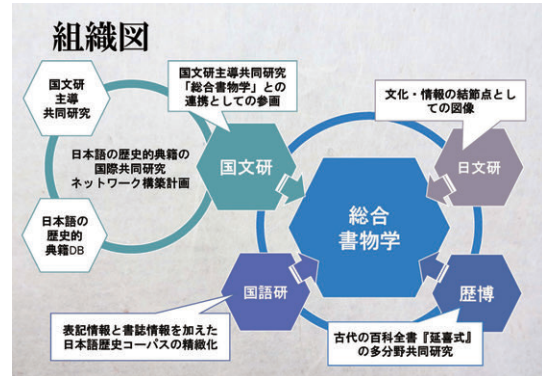 組織図
国文研
主導
共同研究
国文研主導共同研究
「総合書物学」との
連携としての参画
文化・情報の結節点とし
ての図像
日本語の歴史的典籍の
国際共同研究
ネットワーク構築計画
国文研
日文研
総合
書物学
日本語の
歴史的
典籍DB
国語研
歴博
表記情報と書誌情報を加えた
日本語歴史コーパスの精緻化
古代の百科全書『延喜式』
の多分野共同研究